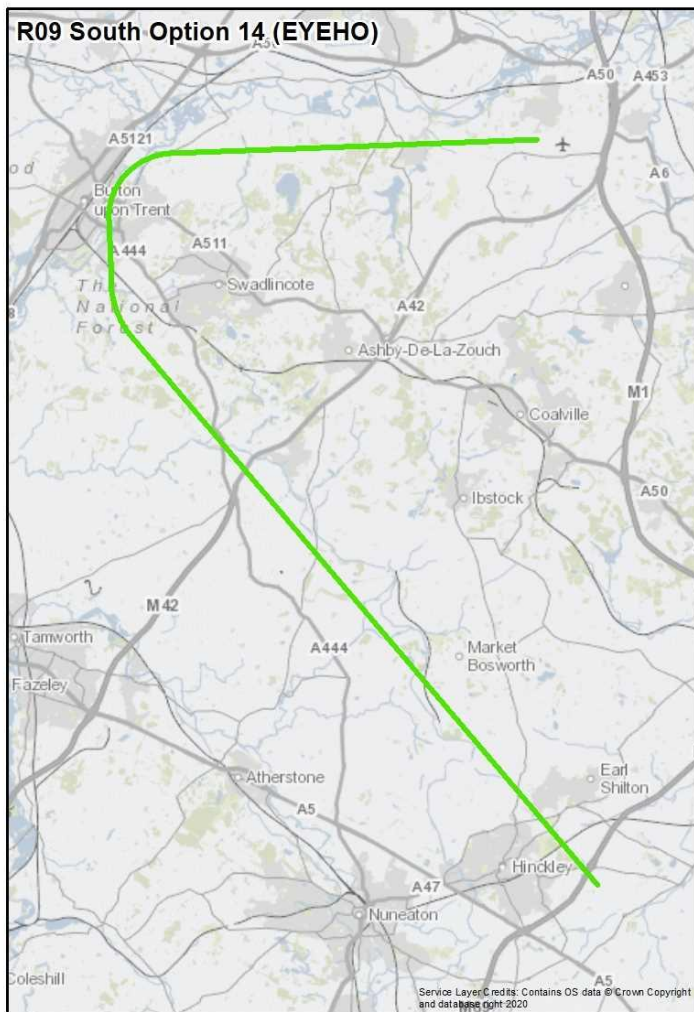 R09 South Option 14 (EYEHO)
A50
A453
A5121
A6
Burton
upon Trent
A511
A444
Swadlincote
The
National
Forest
A42
Ashby-De-La-Zouch
M1
Coalville
Ibstock
A50
M42
Tamworth
A444
Market
Bosworth
Fazeley
Earl
Shilton
Atherstone
A5
Hinckley
A47
Nuneaton
Coleshill
A5
Service Layer Credits: Contains OS data © Crown Copyright
and database right 2020